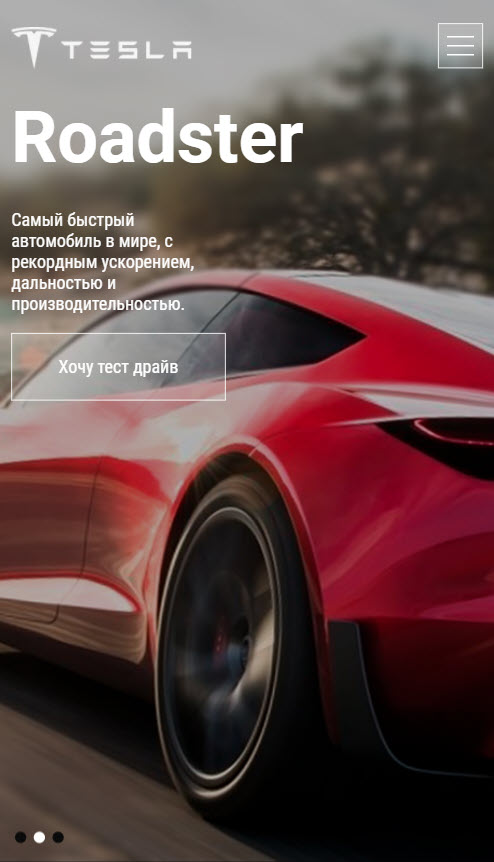 TESLA
Roadster
Самый быстрый
автомобиль в мире, с
рекордным ускорением,
дальностью и
производительностью.
Хочу тест драйв